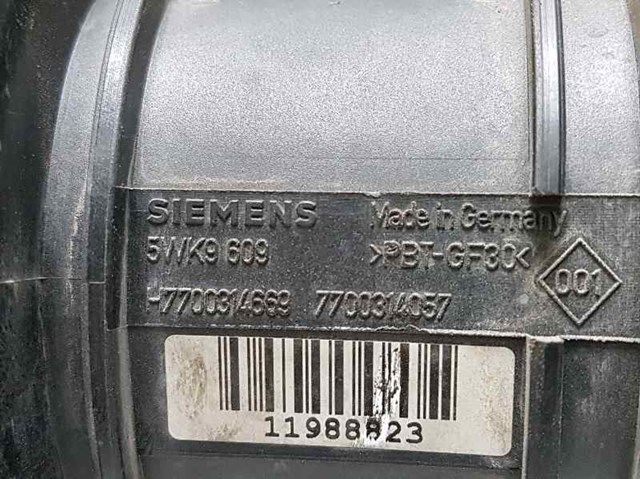 SIEMENS Made in Germany
5WK9 609 >PBT-GF30< 001
H7700314669 7700314057
11988823